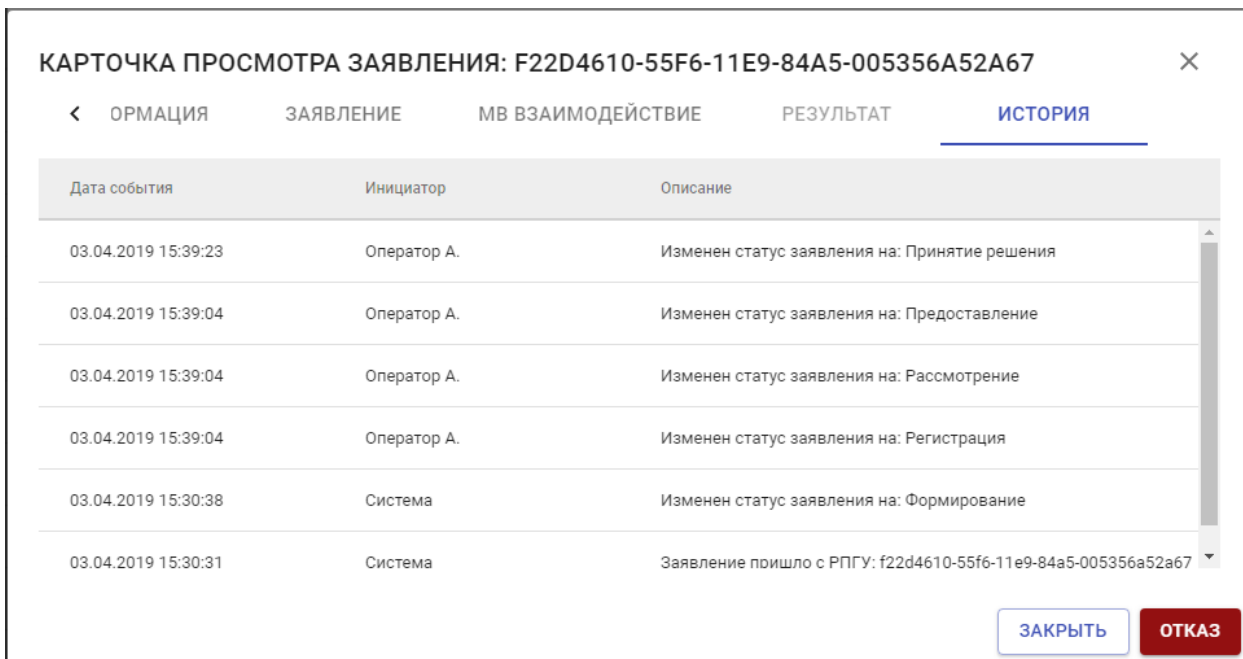 КАРТОЧКА ПРОСМОТРА ЗАЯВЛЕНИЯ: F22D4610-55F6-11E9-84A5-005356A52A67
ОРМАЦИЯ ЗАЯВЛЕНИЕ МВ ВЗАИМОДЕЙСТВИЕ РЕЗУЛЬТАТ ИСТОРИЯ
Дата события Инициатор Описание
03.04.2019 15:39:23 Оператор А. Изменен статус заявления на: Принятие решения
03.04.2019 15:39:04 Оператор А. Изменен статус заявления на: Предоставление
03.04.2019 15:39:04 Оператор А. Изменен статус заявления на: Рассмотрение
03.04.2019 15:39:04 Оператор А. Изменен статус заявления на: Регистрация
03.04.2019 15:30:38 Система Изменен статус заявления на: Формирование
03.04.2019 15:30:31 Система Заявление пришло с РПГУ: f22d4610-55f6-11e9-84a5-005356a52a67
ЗАКРЫТЬ ОТКАЗ